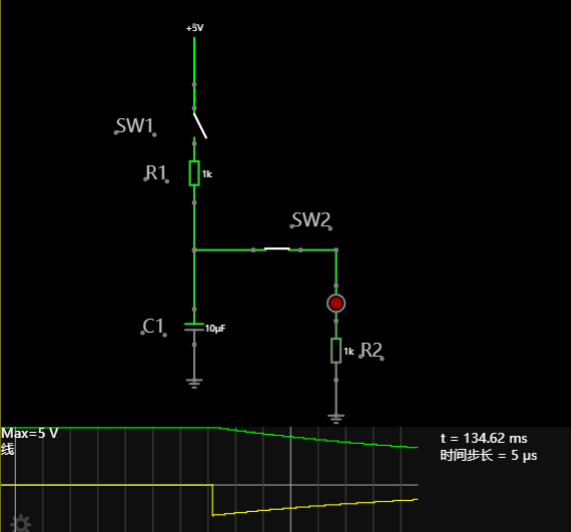 +5V
SW1
R1
1k
SW2
C1
10µF
1k
R2
Max=5 V
线
t = 134.62 ms
时间步长 = 5 µs